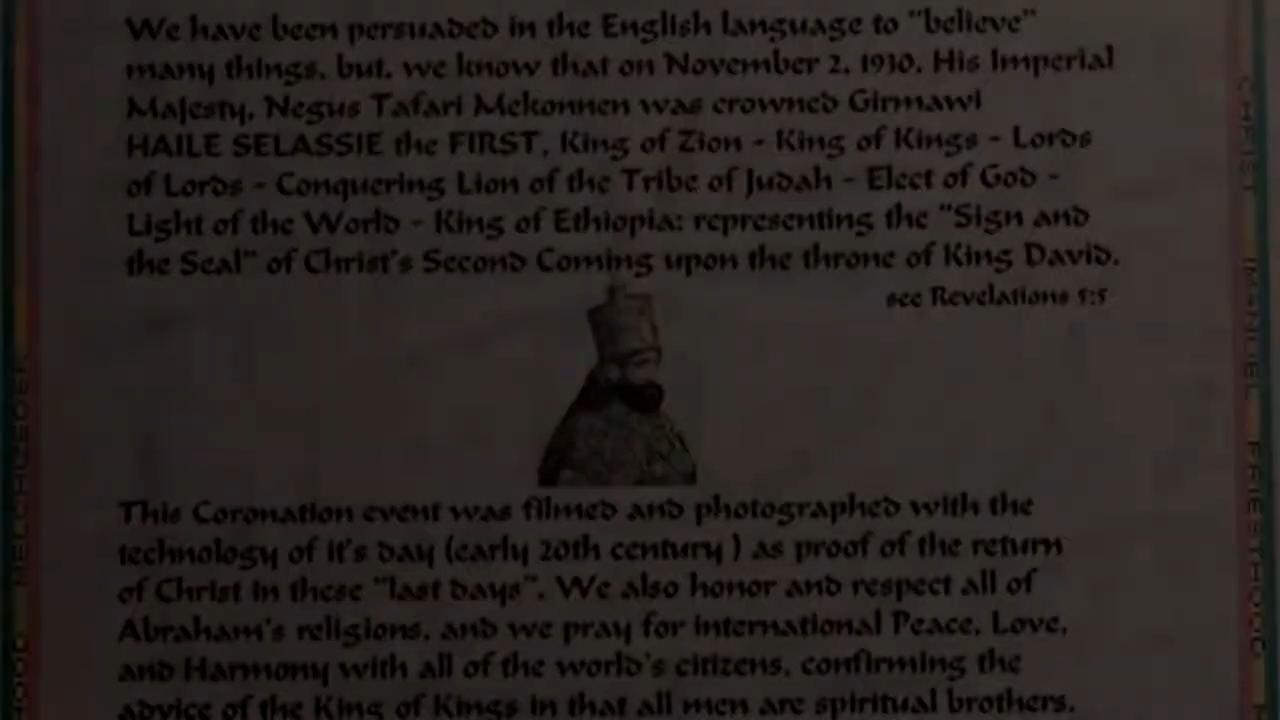 We have been persuaded in the English language to "believe"
many things, but, we know that on November 2, 1930, His Imperial
Majesty, Negus Tafari Mekonnen was crowned Girmawi
HAILE SELASSIE the FIRST, King of Zion - King of Kings - Lords
of Lords - Conquering Lion of the Tribe of Judah - Elect of God -
Light of the World - King of Ethiopia; representing the "Sign and
the Seal" of Christ's Second Coming upon the throne of King David.
see Revelations 5:5
This Coronation event was filmed and photographed with the
technology of it's day (early 20th century ) as proof of the return
of Christ in these "last days". We also honor and respect all of
Abraham's religions, and we pray for international Peace, Love,
and Harmony with all of the world's citizens, confirming the
advice of the King of Kings in that all men are spiritual brothers.
MELCHIZEDEK
CHRIST IMANUEL PRIESTHOOD